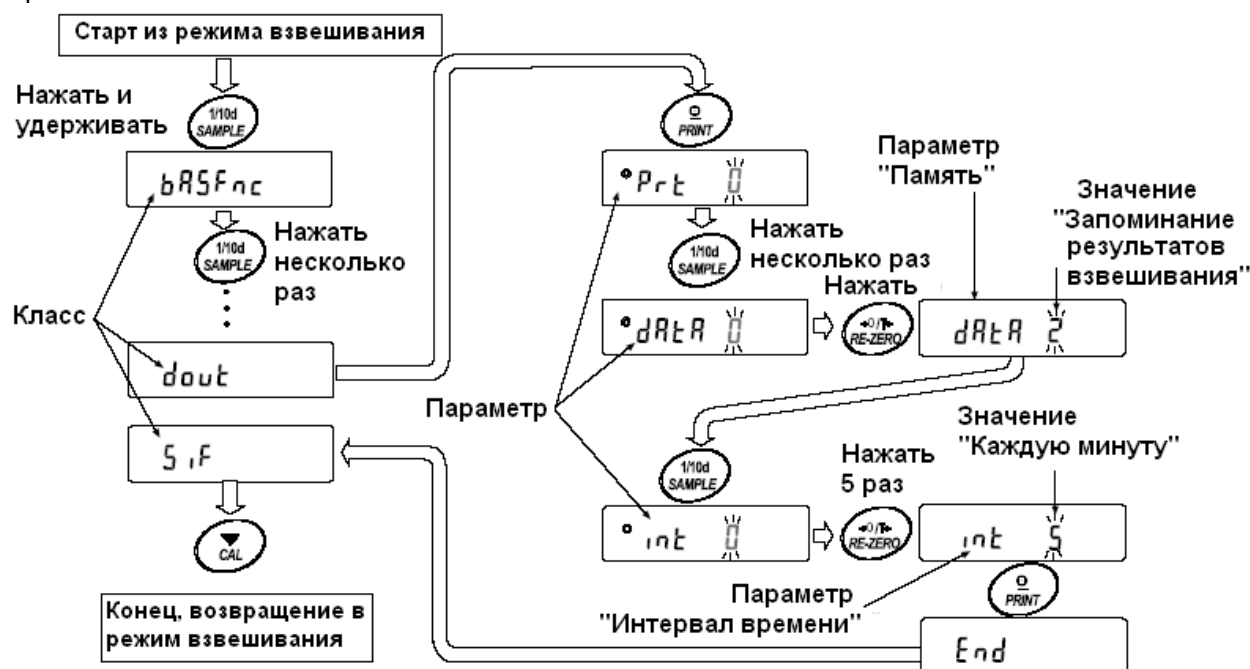 Старт из режима взвешивания
Нажать и
удерживать
1/10d
SAMPLE
bASFnc
1/10d
SAMPLE
Нажать
несколько
раз
Класс
dout
SiF
CAL
Конец, возвращение в
режим взвешивания
PRINT
Prt 0
1/10d
SAMPLE
Нажать
несколько раз
dAtA 0
Нажать
→0/T←
RE-ZERO
Параметр
"Память"
Значение
"Запоминание
результатов
взвешивания"
dAtA 2
Параметр
1/10d
SAMPLE
int 0
Нажать
5 раз
→0/T←
RE-ZERO
Значение
"Каждую минуту"
int 5
Параметр
"Интервал времени"
PRINT
End